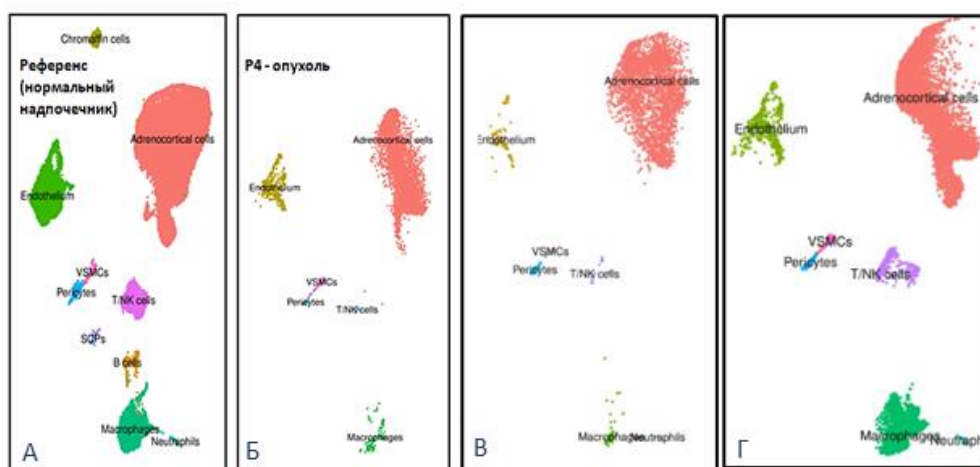 Chromaffin cells
Референс
(нормальный
надпочечник)
Adrenocortical cells
Endothelium
VSMCs
Pericytes
T/NK cells
SCPs
B cells
Macrophages
Neutrophils
А
Р4 - опухоль
Adrenocortical cells
Endothelium
VSMCs
Pericytes
T/NK cells
Macrophages
Б
Adrenocortical cells
Endothelium
VSMCs
Pericytes
T/NK cells
Macrophages
Neutrophils
В
Adrenocortical cells
Endothelium
VSMCs
Pericytes
T/NK cells
Macrophages
Neutroph
Г